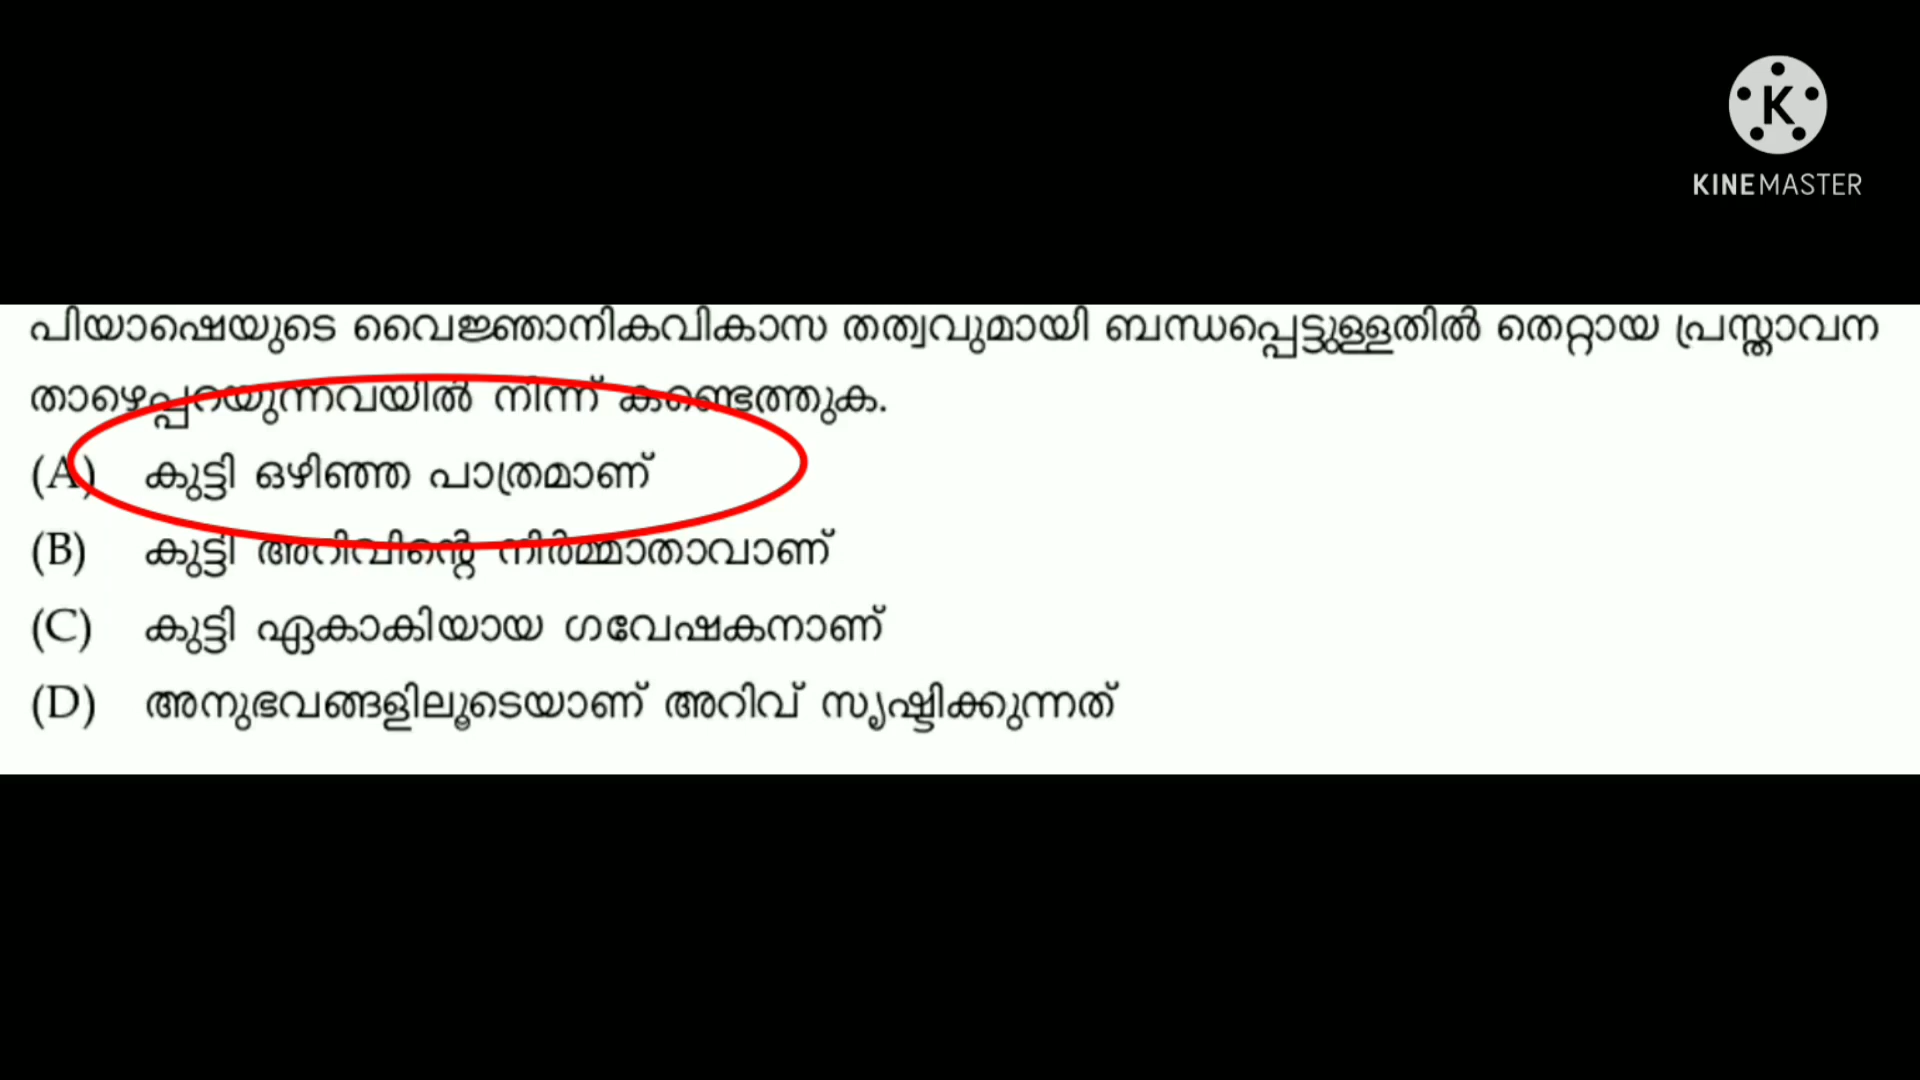 K
KINEMASTER
പിയാഷെയുടെ വൈജ്ഞാനികവികാസ തത്വവുമായി ബന്ധപ്പെട്ടുള്ളതിൽ തെറ്റായ പ്രസ്താവന
താഴെപ്പറയുന്നവയിൽ നിന്ന് കണ്ടെത്തുക.
(A) കുട്ടി ഒഴിഞ്ഞ പാത്രമാണ്
(B) കുട്ടി അറിവിന്റെ നിർമ്മാതാവാണ്
(C) കുട്ടി ഏകാകിയായ ഗവേഷകനാണ്
(D) അനുഭവങ്ങളിലൂടെയാണ് അറിവ് സൃഷ്ടിക്കുന്നത്